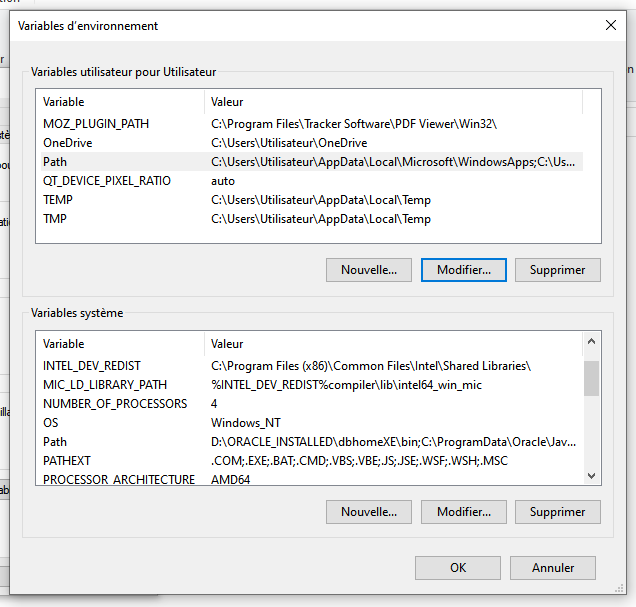 Variables d'environnement
Variables utilisateur pour Utilisateur
Variable Valeur
MOZ_PLUGIN_PATH C:\Program Files\Tracker Software\PDF Viewer\Win32\
OneDrive C:\Users\Utilisateur\OneDrive
Path C:\Users\Utilisateur\AppData\Local\Microsoft\WindowsApps;C:\Us...
QT_DEVICE_PIXEL_RATIO auto
TEMP C:\Users\Utilisateur\AppData\Local\Temp
TMP C:\Users\Utilisateur\AppData\Local\Temp
Nouvelle... Modifier... Supprimer
Variables système
Variable Valeur
INTEL_DEV_REDIST C:\Program Files (x86)\Common Files\Intel\Shared Libraries\
MIC_LD_LIBRARY_PATH %INTEL_DEV_REDIST%compiler\lib\intel64_win_mic
NUMBER_OF_PROCESSORS 4
OS Windows_NT
Path D:\ORACLE_INSTALLED\dbhomeXE\bin;C:\ProgramData\Oracle\Jav...
PATHEXT .COM;.EXE;.BAT;.CMD;.VBS;.VBE;.JS;.JSE;.WSF;.WSH;.MSC
PROCESSOR_ARCHITECTURE AMD64
Nouvelle... Modifier... Supprimer
OK Annuler